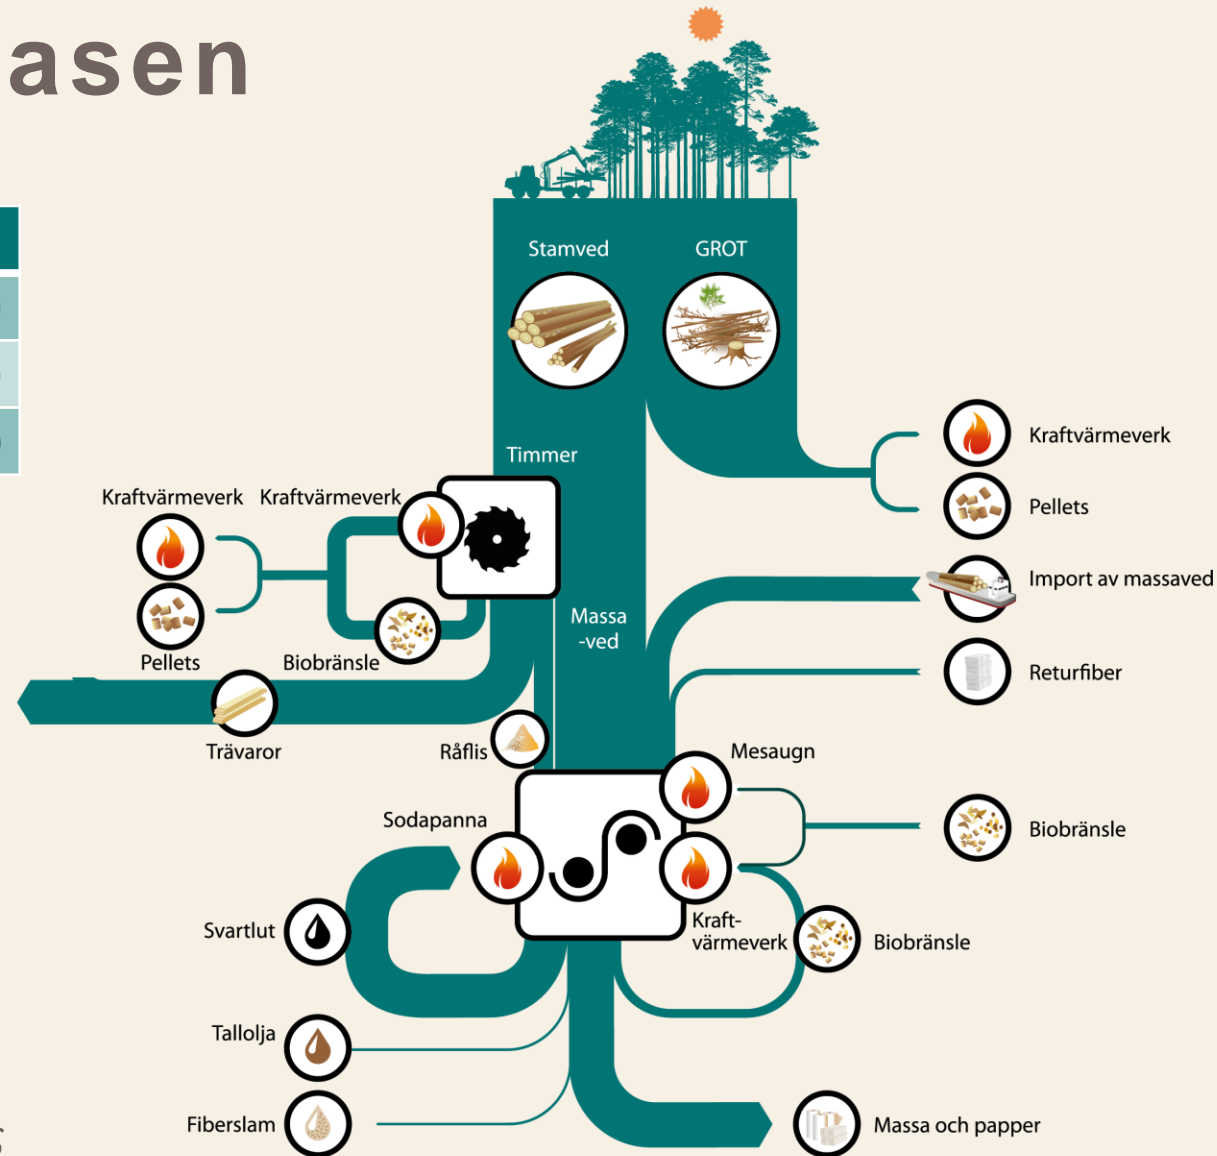 asen
Stamved
GROT
Kraftvärmeverk
Timmer
Kraftvärmeverk
Kraftvärmeverk
Pellets
Import av massaved
Massa
-ved
Pellets
Biobränsle
Returfiber
Trävaror
Råflis
Mesaugn
Sodapanna
Biobränsle
Svartlut
Kraft-
värmeverk
Biobränsle
Tallolja
Fiberslam
Massa och papper